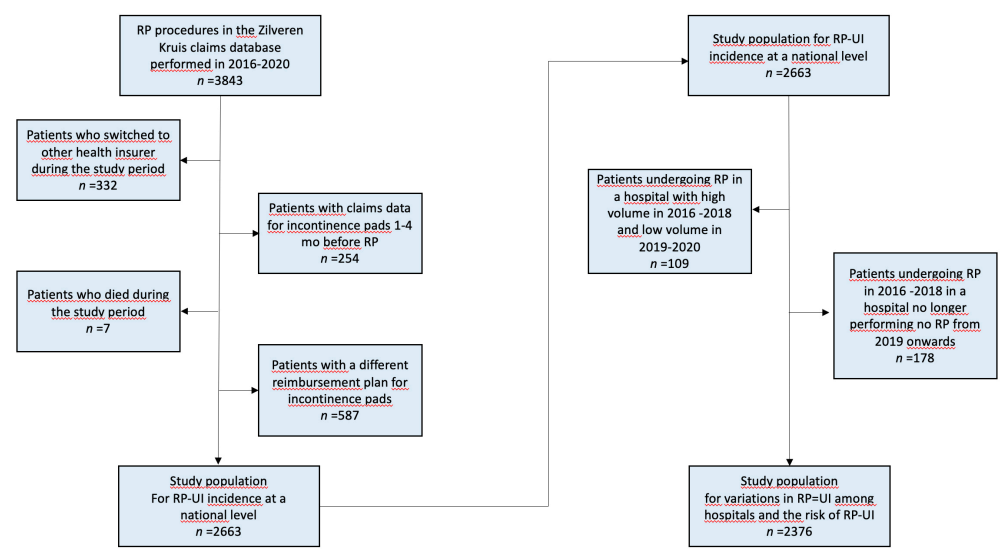 RP procedures in the Zilveren
Kruis claims database
performed in 2016-2020
n =3843
Patients who switched to
other health insurer
during the study period
n =332
Patients with claims data
for incontinence pads 1-4
mo before RP
n =254
Patients who died during
the study period
n =7
Patients with a different
reimbursement plan for
incontinence pads
n =587
Study population
For RP-UI incidence at a
national level
n =2663
Study population for RP-UI
incidence at a national level
n =2663
Patients undergoing RP in
a hospital with high
volume in 2016 -2018
and low volume in
2019-2020
n =109
Patients undergoing RP
in 2016 -2018 in a
hospital no longer
performing no RP from
2019 onwards
n =178
Study population
for variations in RP=UI among
hospitals and the risk of RP-UI
n =2376